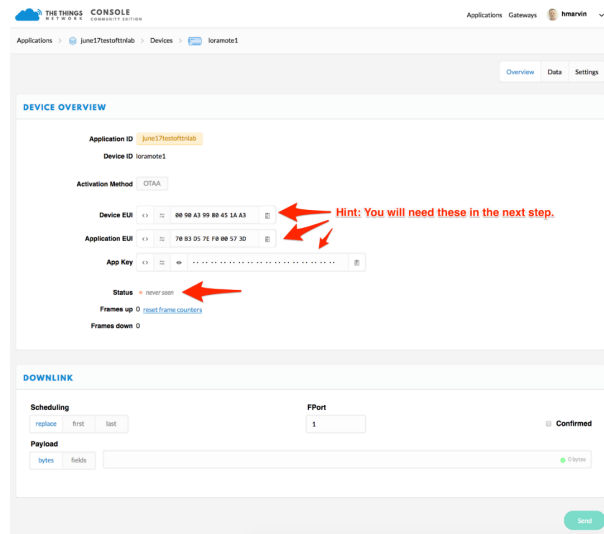 THE THINGS NETWORK CONSOLE COMMUNITY EDITION
Applications Gateways hmarvin
Applications > june17testofttnlab > Devices > loramote1
Overview Data Settings
DEVICE OVERVIEW
Application ID june17testofttnlab
Device ID loramote1
Activation Method OTAA
Device EUI 00 90 A3 99 B0 45 1A A3
Hint: You will need these in the next step.
Application EUI 70 B3 D5 7E F0 00 57 3D
App Key
Status never seen
Frames up 0 reset frame counters
Frames down 0
DOWNLINK
Scheduling FPort
replace first last 1 Confirmed
Payload
bytes fields 0 bytes
Send